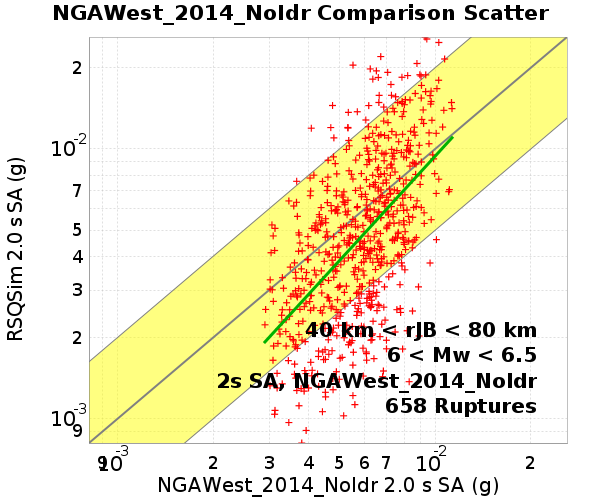 NGAWest_2014_NoIdr Comparison Scatter
RSQSim 2.0 s SA (g)
2
10-2
7
5
4
3
2
10-3
9
40 km < rJB < 80 km
6 < Mw < 6.5
2s SA, NGAWest_2014_NoIdr
658 Ruptures
9 10-3 2 3 4 5 6 7 10-2 2
NGAWest_2014_NoIdr 2.0 s SA (g)